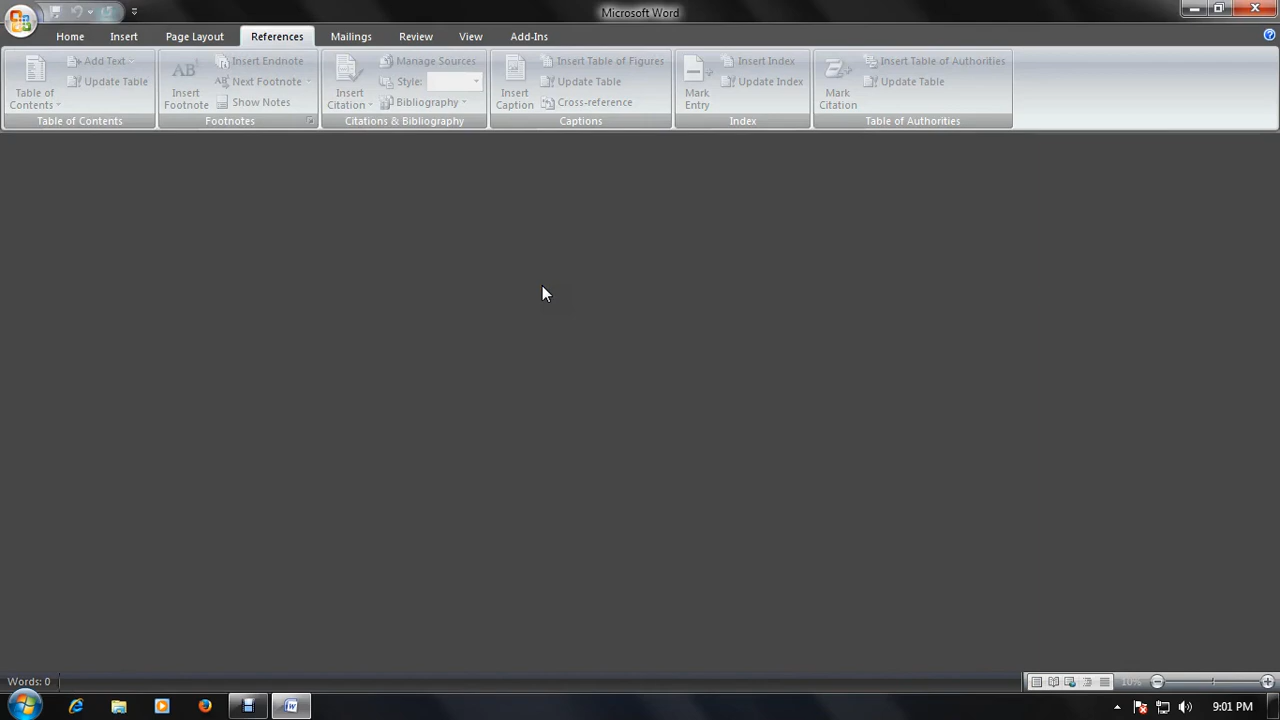 Microsoft Word
Home Insert Page Layout References Mailings Review View Add-Ins
Table of Contents
Add Text
Update Table
Table of Contents
Insert Footnote
AB¹
Insert Endnote
Next Footnote
Show Notes
Footnotes
Insert Citation
Manage Sources
Style:
Bibliography
Citations & Bibliography
Insert Caption
Insert Table of Figures
Update Table
Cross-reference
Captions
Mark Entry
Insert Index
Update Index
Index
Mark Citation
Insert Table of Authorities
Update Table
Table of Authorities
Words: 0
10%
9:01 PM